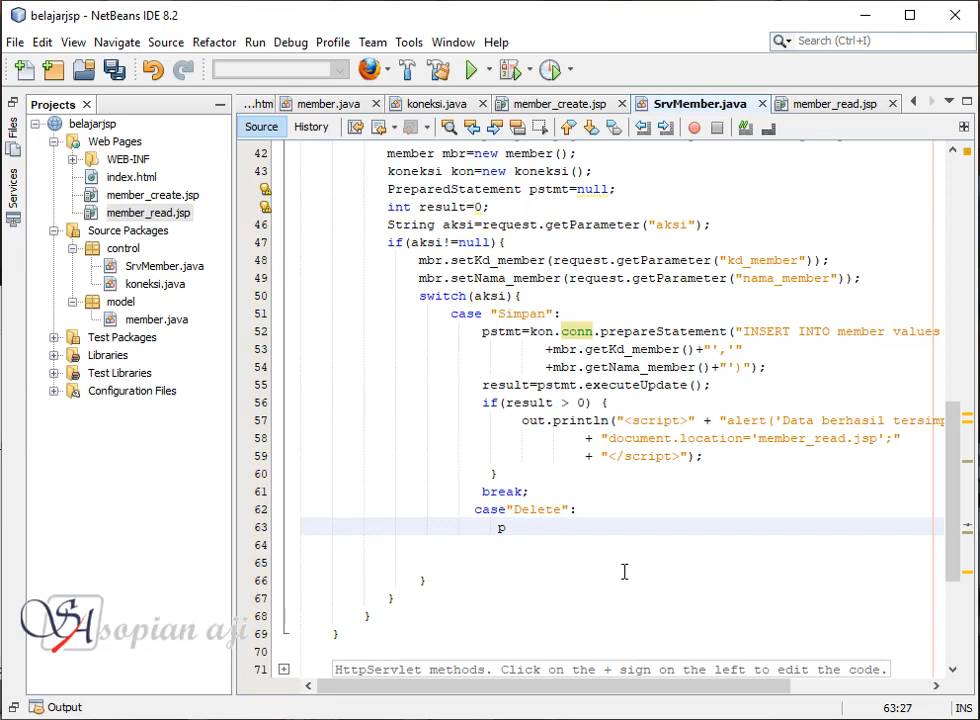 belajarjsp - NetBeans IDE 8.2
File Edit View Navigate Source Refactor Run Debug Profile Team Tools Window Help
Search (Ctrl+I)
Files
Services
Projects
...htm member.java koneksi.java member_create.jsp SrvMember.java member_read.jsp
Source History
belajarjsp
Web Pages
WEB-INF
index.html
member_create.jsp
member_read.jsp
Source Packages
control
SrvMember.java
koneksi.java
model
member.java
Test Packages
Libraries
Test Libraries
Configuration Files
42 member mbr=new member();
43 koneksi kon=new koneksi();
PreparedStatement pstmt=null;
int result=0;
46 String aksi=request.getParameter("aksi");
47 if(aksi!=null){
48 mbr.setKd_member(request.getParameter("kd_member"));
49 mbr.setNama_member(request.getParameter("nama_member"));
50 switch(aksi){
51 case "Simpan":
52 pstmt=kon.conn.prepareStatement("INSERT INTO member values
53 +mbr.getKd_member()+"','"
54 +mbr.getNama_member()+"')");
55 result=pstmt.executeUpdate();
56 if(result > 0) {
57 out.println("<script>" + "alert('Data berhasil tersimp
58 + "document.location='member_read.jsp';"
59 + "</script>");
60 }
61 break;
62 case"Delete":
63 p
64
65
66 }
67 }
68 }
69 }
70
71 HttpServlet methods. Click on the + sign on the left to edit the code.
SA sopian aji
Output
63:27 INS